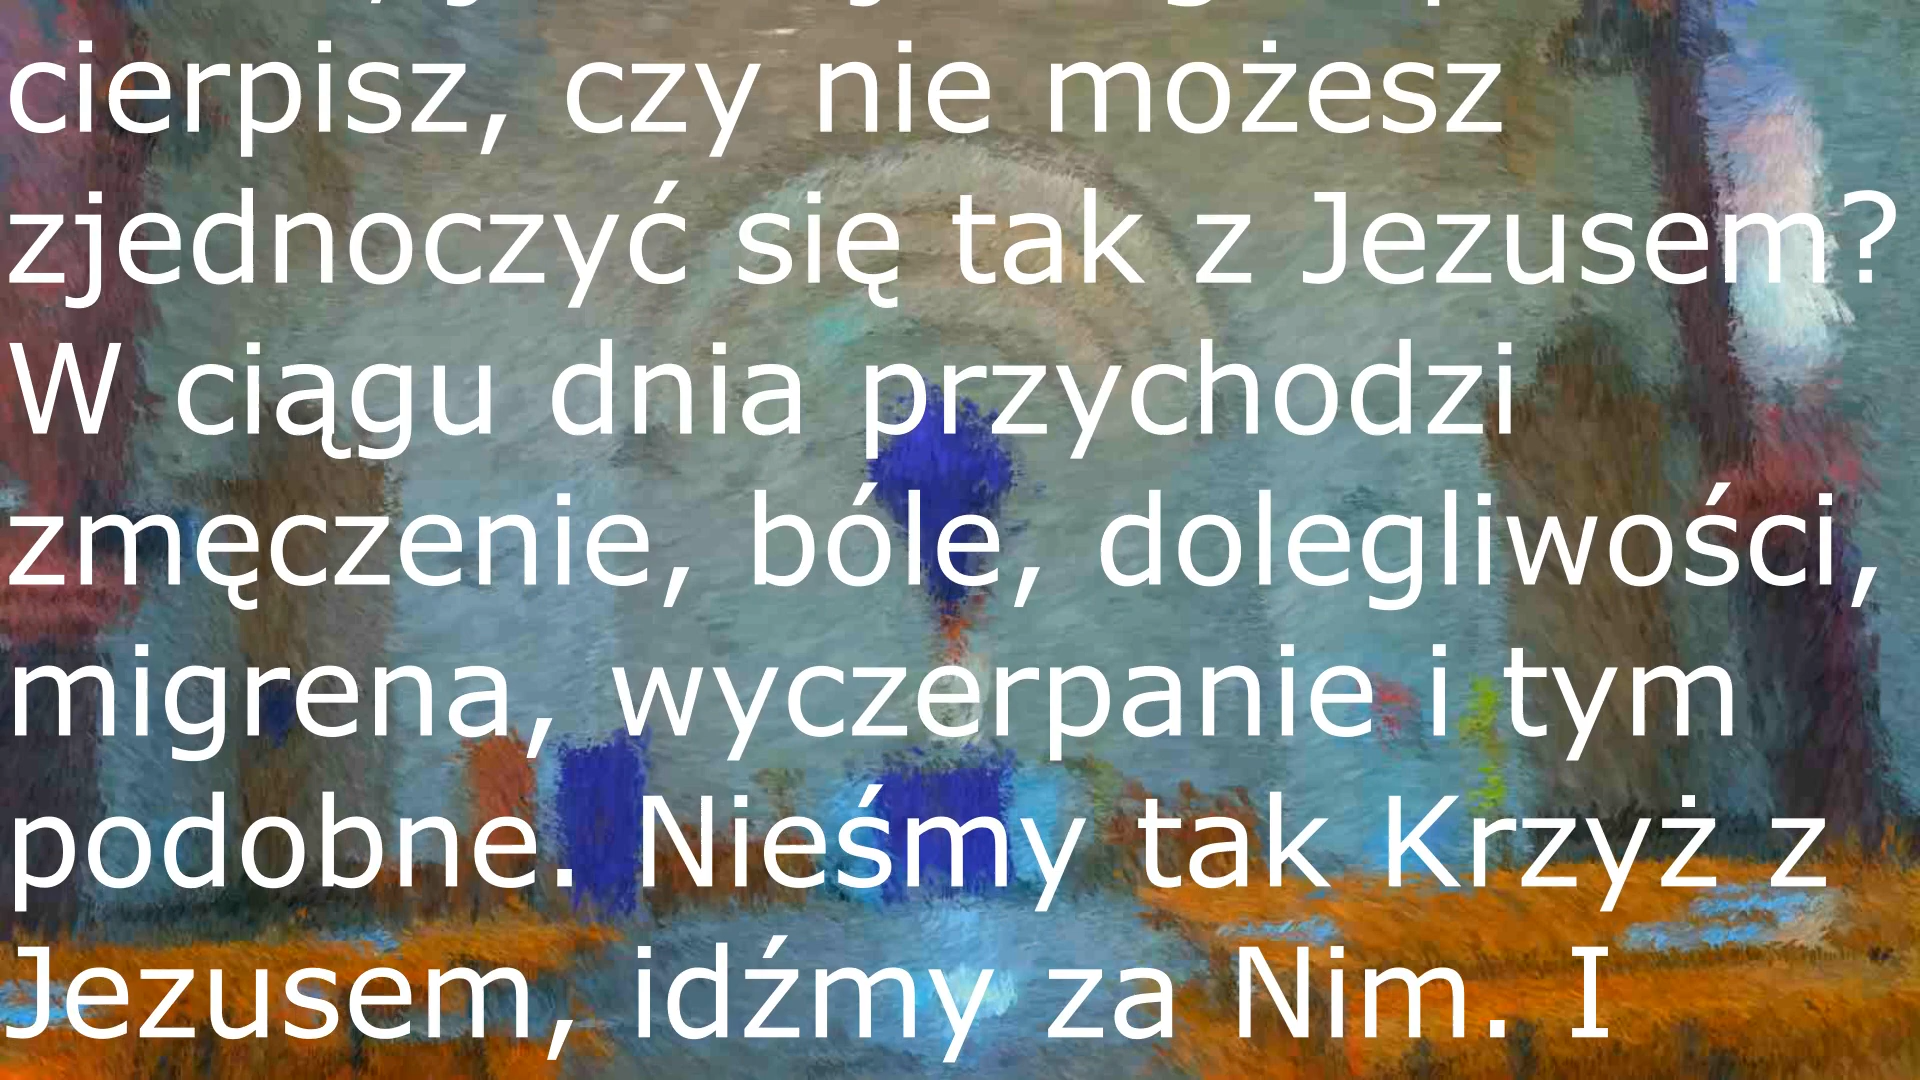 cierpisz, czy nie możesz
zjednoczyć się tak z Jezusem?
W ciągu dnia przychodzi
zmęczenie, bóle, dolegliwości,
migrena, wyczerpanie i tym
podobne. Nieśmy tak Krzyż z
Jezusem, idźmy za Nim. I